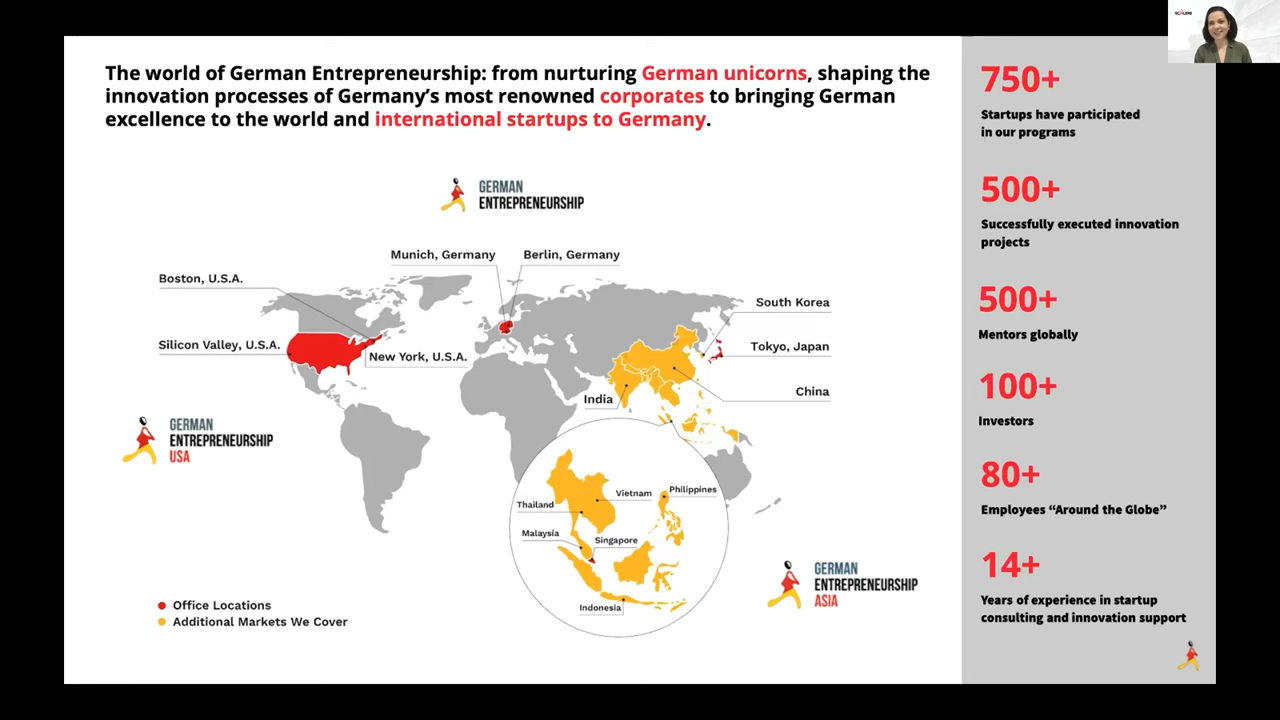 The world of German Entrepreneurship: from nurturing German unicorns, shaping the
innovation processes of Germany’s most renowned corporates to bringing German
excellence to the world and international startups to Germany.
GERMAN
ENTREPRENEURSHIP
Munich, Germany
Berlin, Germany
Boston, U.S.A.
South Korea
Silicon Valley, U.S.A.
New York, U.S.A.
Tokyo, Japan
China
India
GERMAN
ENTREPRENEURSHIP
USA
Vietnam
Philippines
Thailand
Malaysia
Singapore
Indonesia
GERMAN
ENTREPRENEURSHIP
ASIA
Office Locations
Additional Markets We Cover
750+
Startups have participated
in our programs
500+
Successfully executed innovation
projects
500+
Mentors globally
100+
Investors
80+
Employees “Around the Globe”
14+
Years of experience in startup
consulting and innovation support